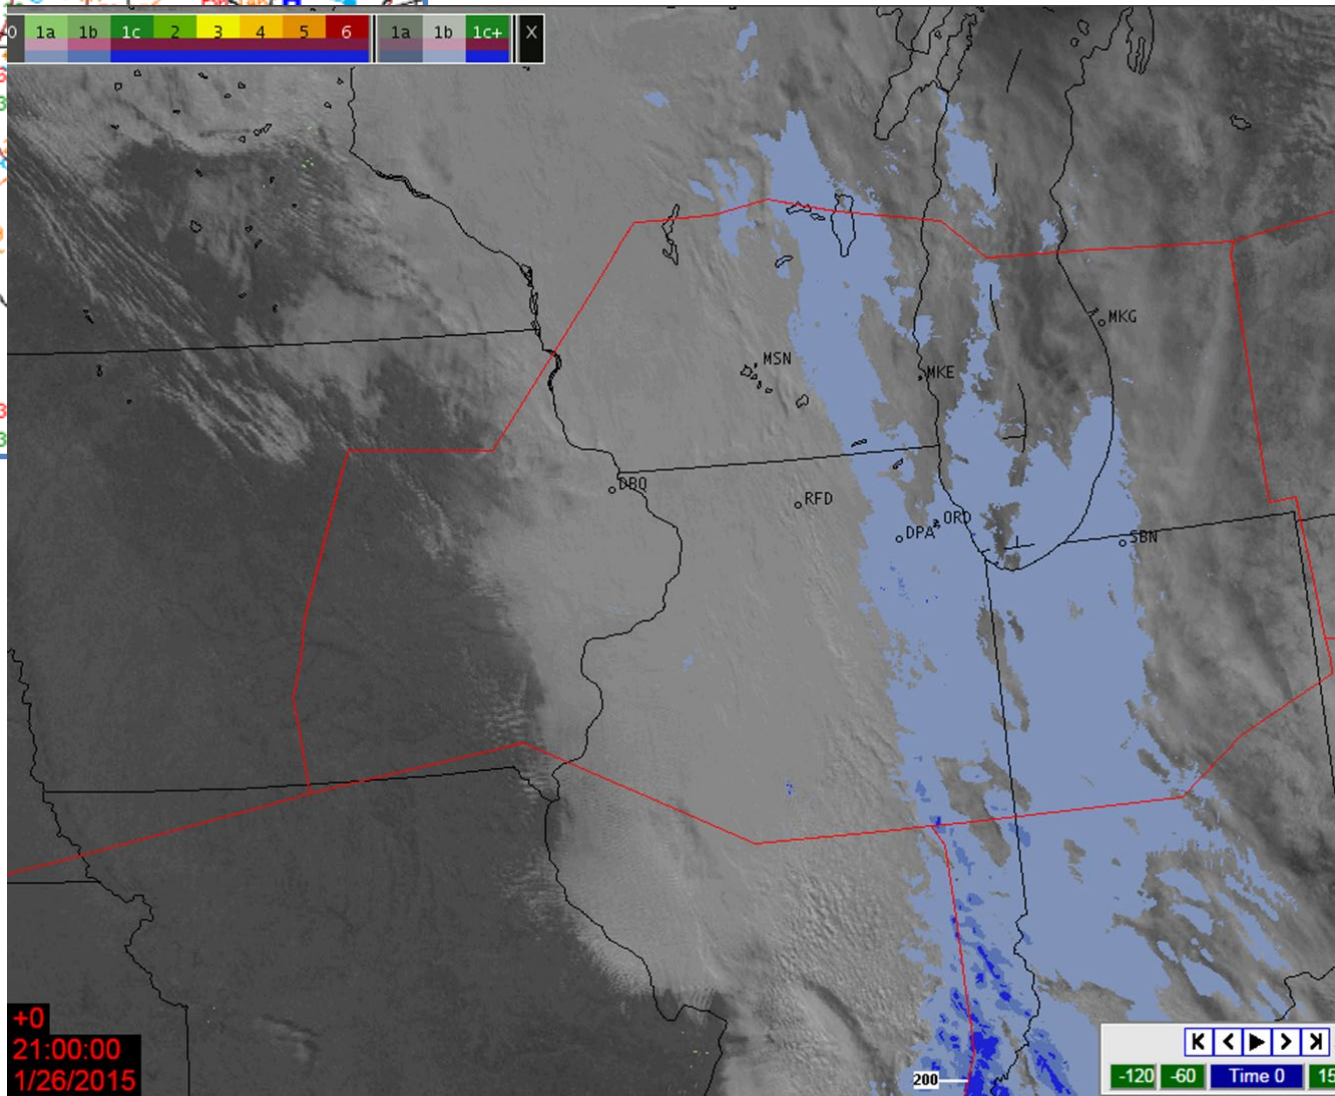 0 1a 1b 1c 2 3 4 5 6 1a 1b 1c+ X
MKG
MSN
MKE
DBQ
RFD
ORD
DPA
SBN
+0
21:00:00
1/26/2015
200
-120 -60 Time 0 15